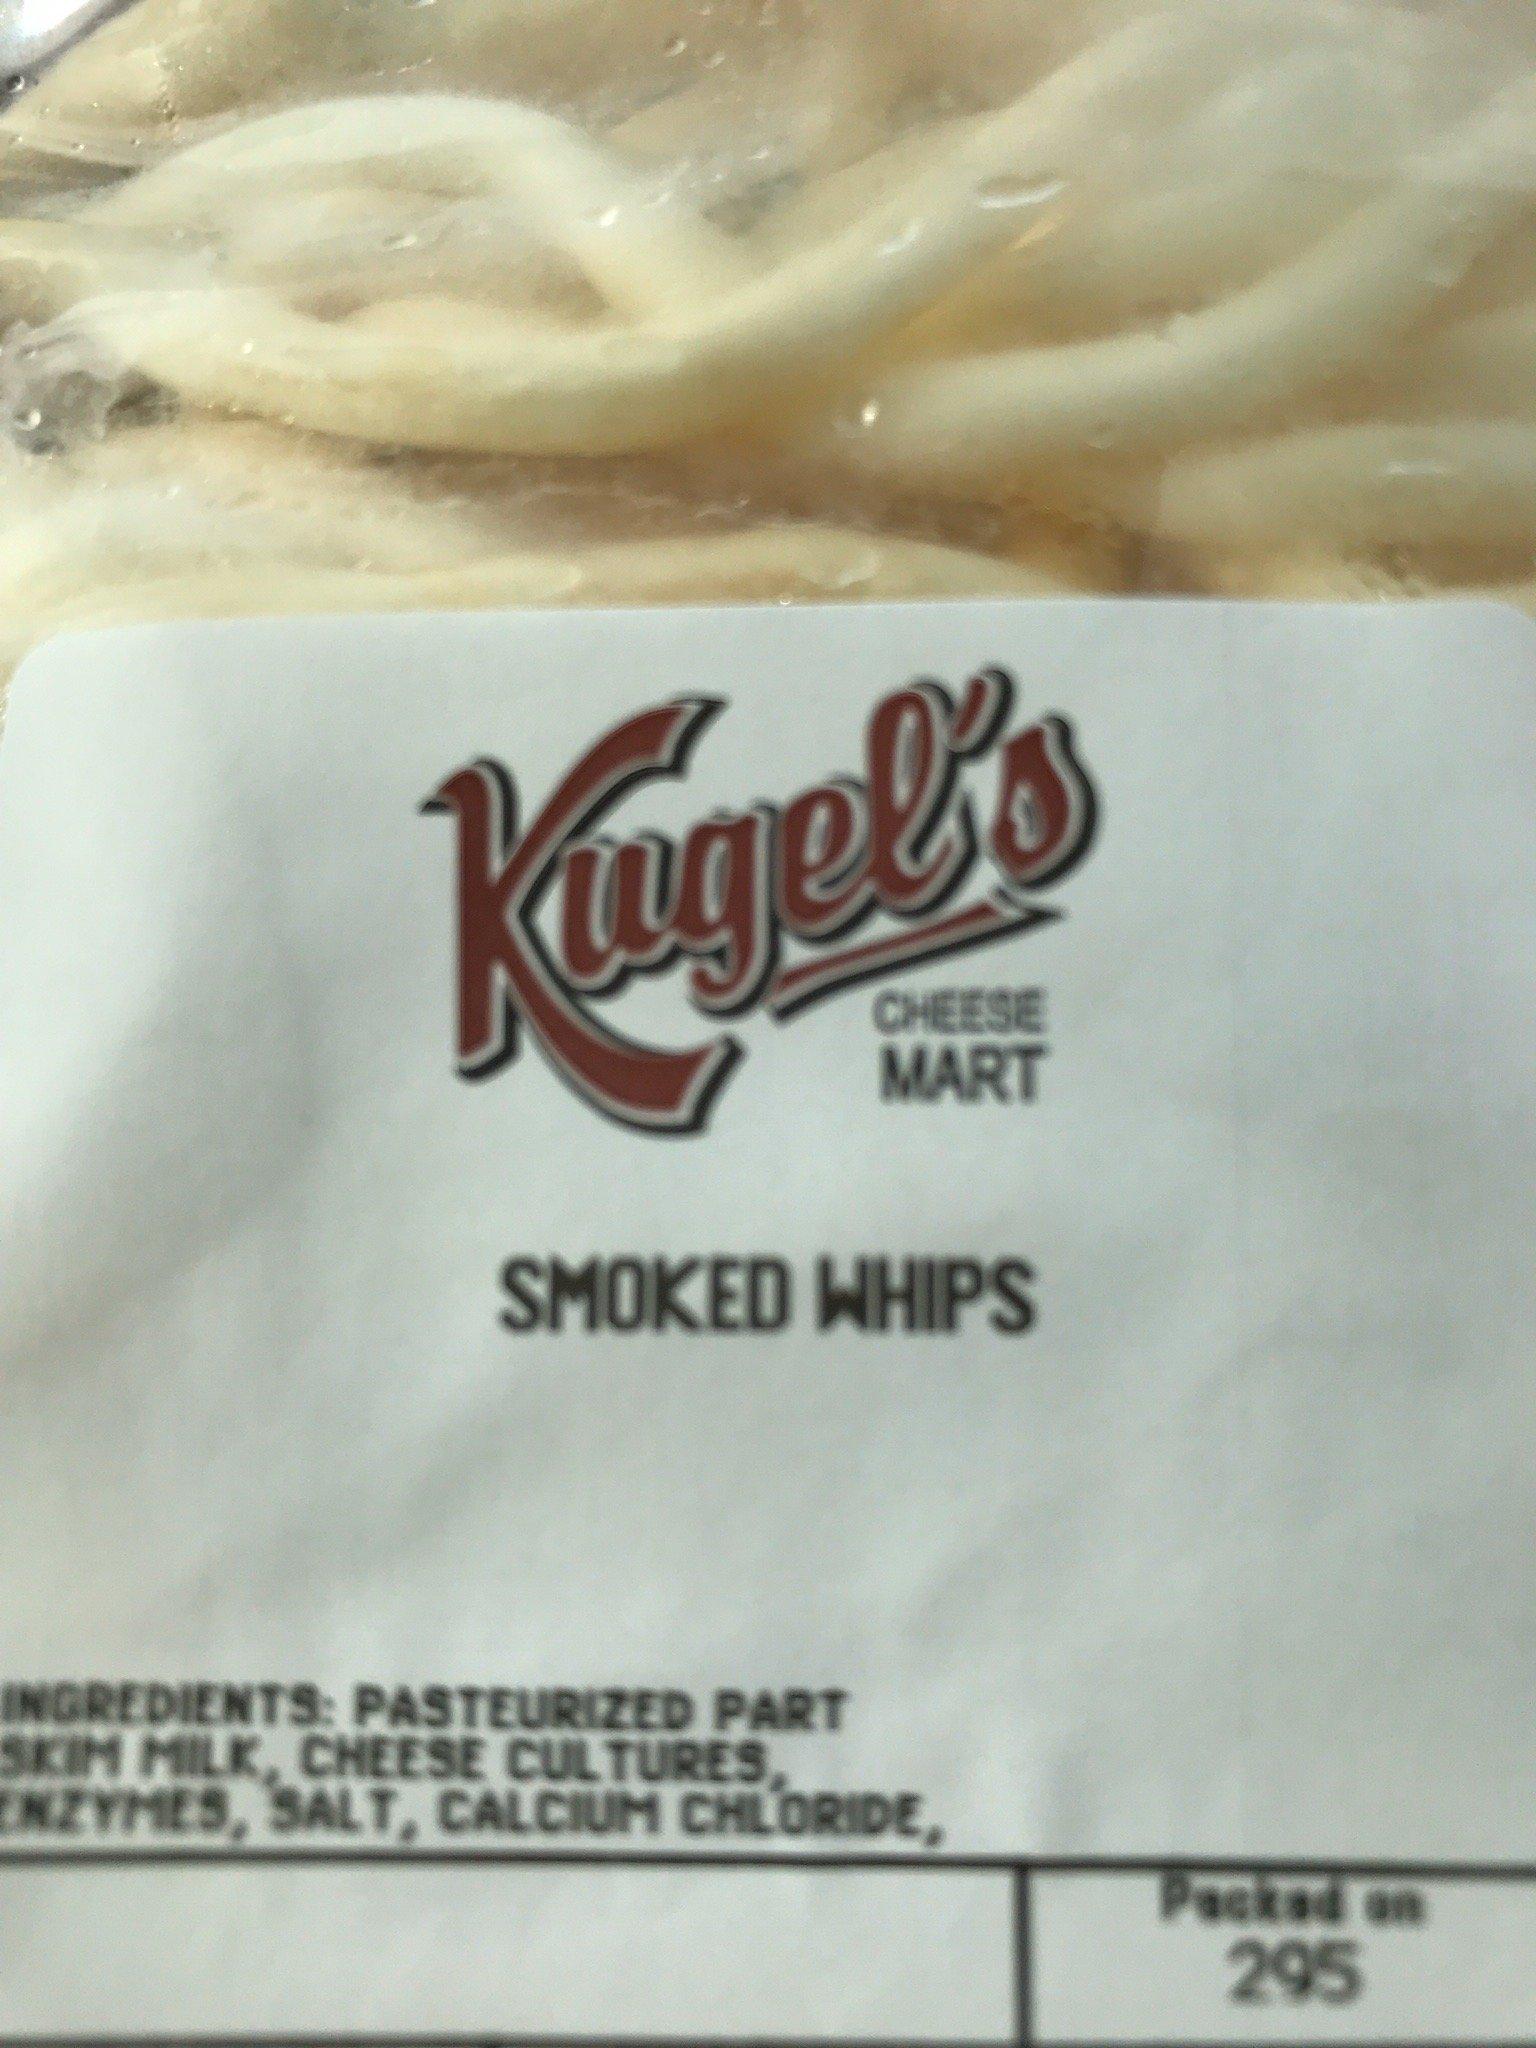 Kugel's
CHEESE
MART
SMOKED WHIPS
INGREDIENTS: PASTEURIZED PART
SKIM MILK, CHEESE CULTURES,
ENZYMES, SALT, CALCIUM CHLORIDE,
Packed on
295